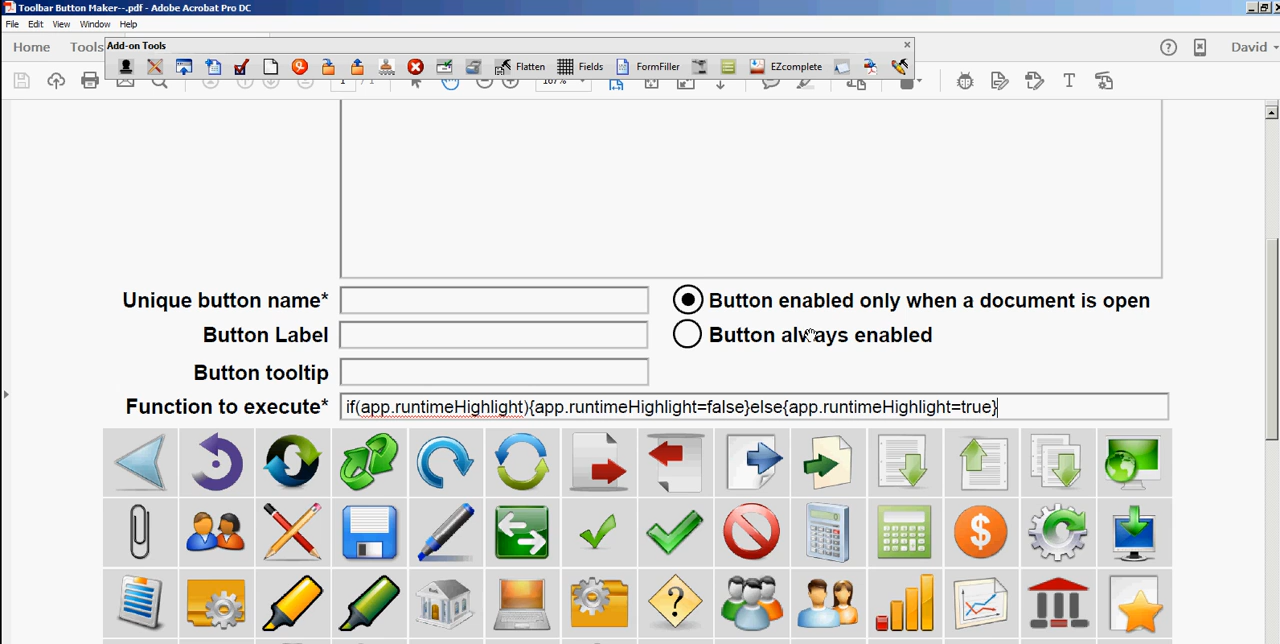 Toolbar Button Maker--.pdf - Adobe Acrobat Pro DC
File Edit View Window Help
Home Tools David
Add-on Tools
Flatten Fields FormFiller EZcomplete
Unique button name*
Button enabled only when a document is open
Button Label
Button always enabled
Button tooltip
Function to execute* if(app.runtimeHighlight){app.runtimeHighlight=false}else{app.runtimeHighlight=true}